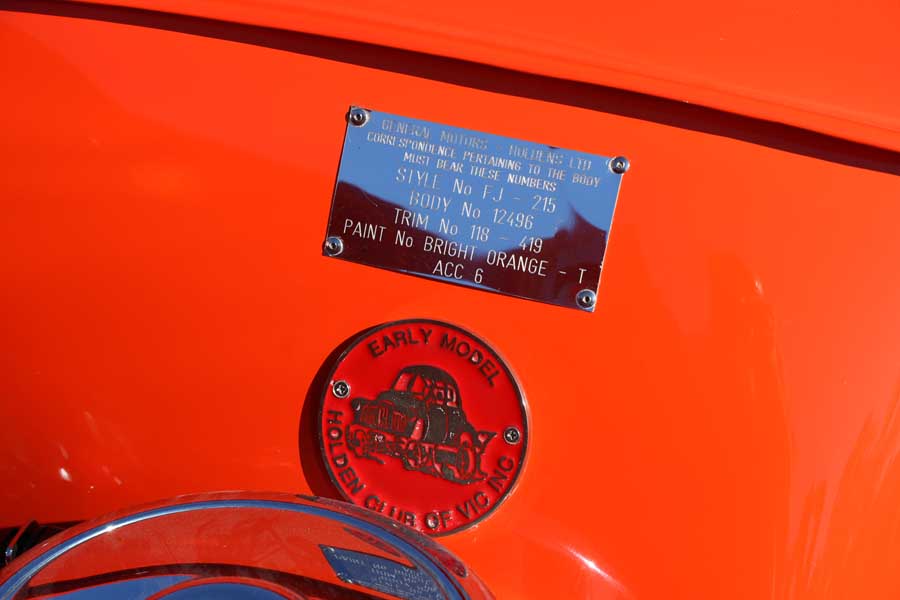 GENERAL MOTORS - HOLDENS LTD
CORRESPONDENCE PERTAINING TO THE BODY
MUST BEAR THESE NUMBERS
STYLE No FJ - 215
BODY No 12496
TRIM No 118 - 419
PAINT No BRIGHT ORANGE - T
ACC 6
EARLY MODEL
HOLDEN CLUB OF VIC INC